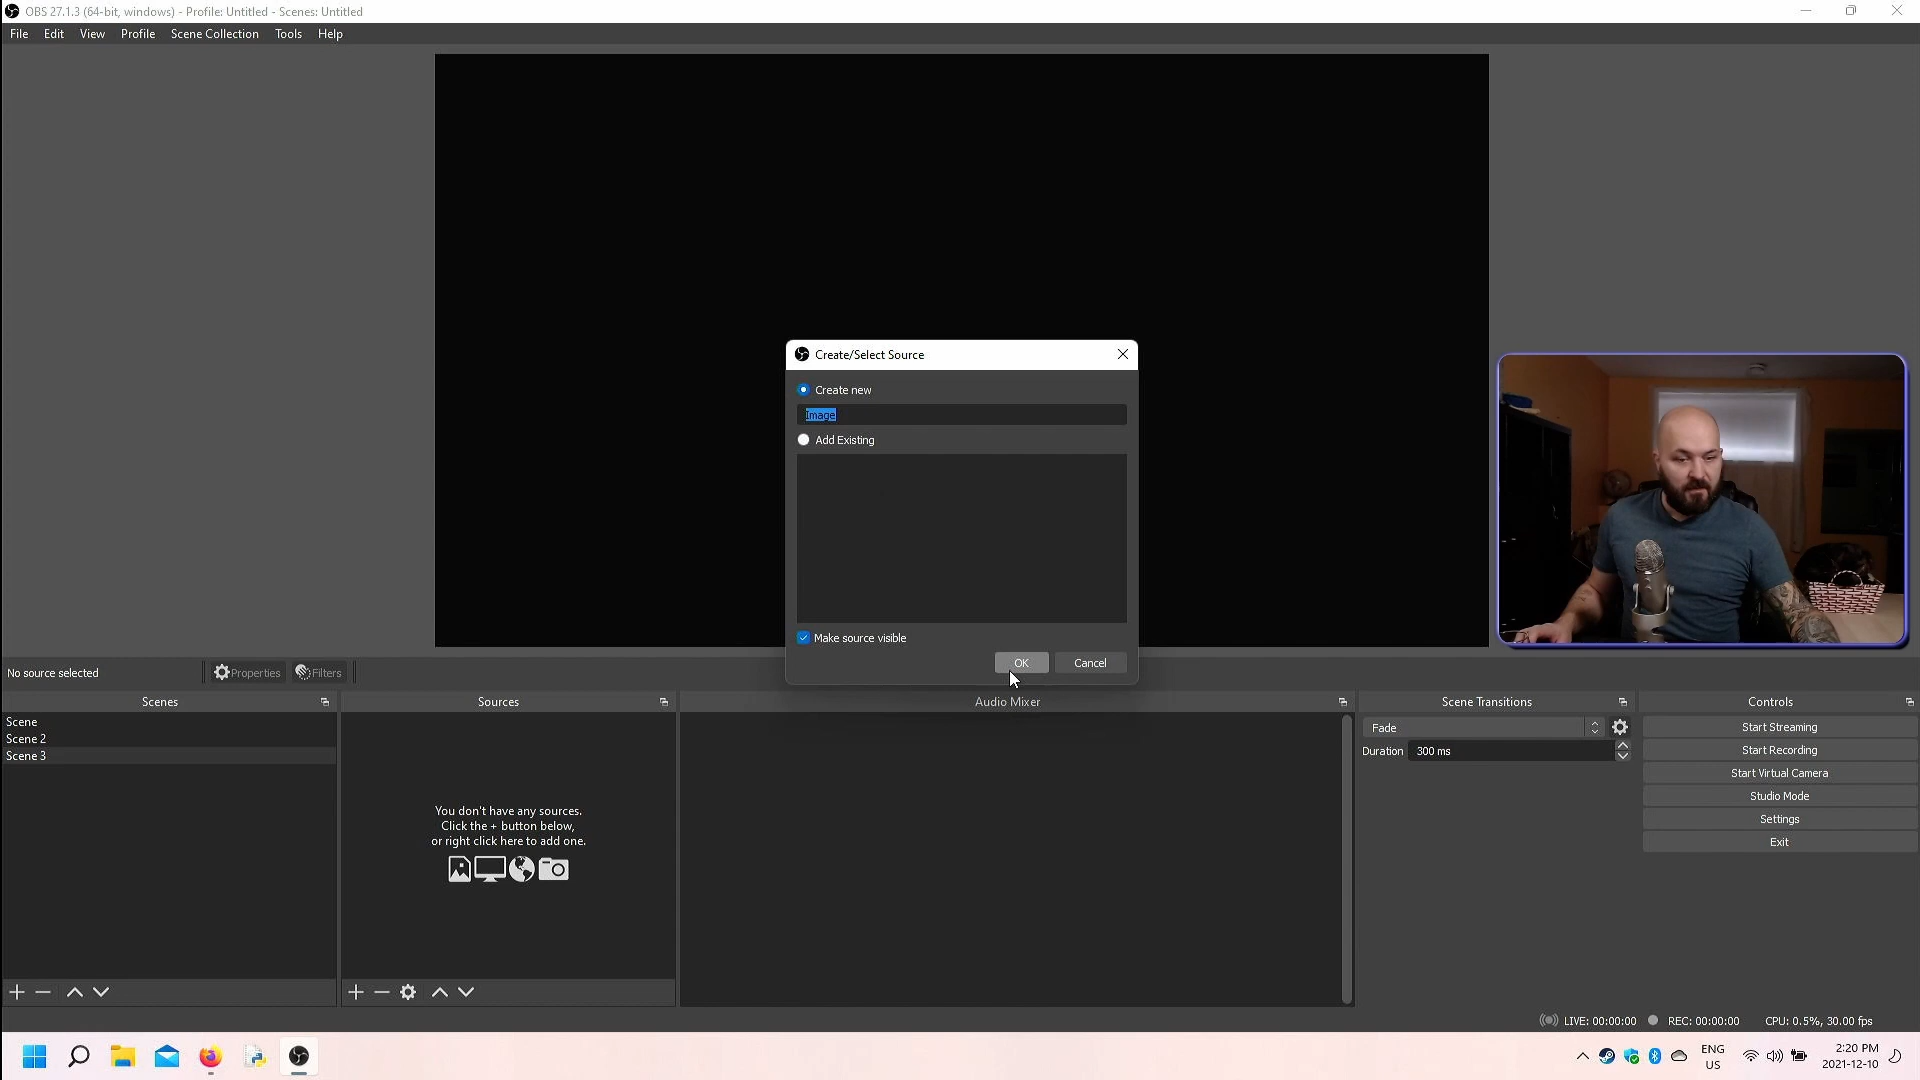 OBS 27.1.3 (64-bit, windows) - Profile: Untitled - Scenes: Untitled
File Edit View Profile Scene Collection Tools Help
Create/Select Source
Create new
Image
Add Existing
Make source visible
OK Cancel
No source selected Properties Filters
Scenes Sources Audio Mixer Scene Transitions Controls
Scene
Scene 2
Scene 3
You don't have any sources.
Click the + button below,
or right click here to add one.
Fade
Duration 300 ms
Start Streaming
Start Recording
Start Virtual Camera
Studio Mode
Settings
Exit
LIVE: 00:00:00 REC: 00:00:00 CPU: 0.5%, 30.00 fps
ENG
US
2:20 PM
2021-12-10